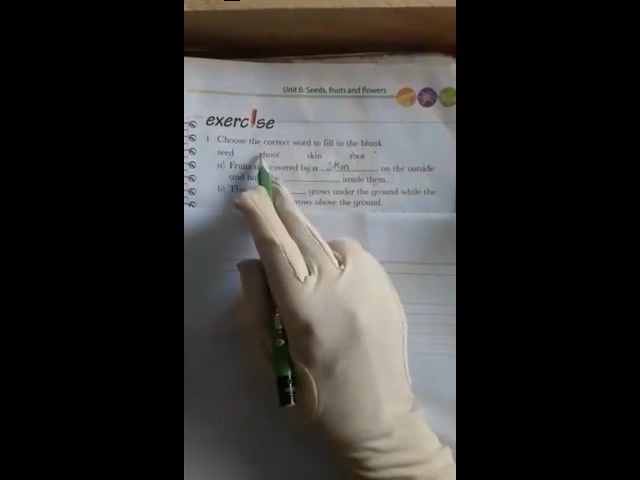 Unit 6: Seeds, fruits and flowers
exercise
1 Choose the correct word to fill in the blank
seed shoot skin root
a) Fruits covered by a skin on the outside
and inside them.
b) grows under the ground while the
above the ground.